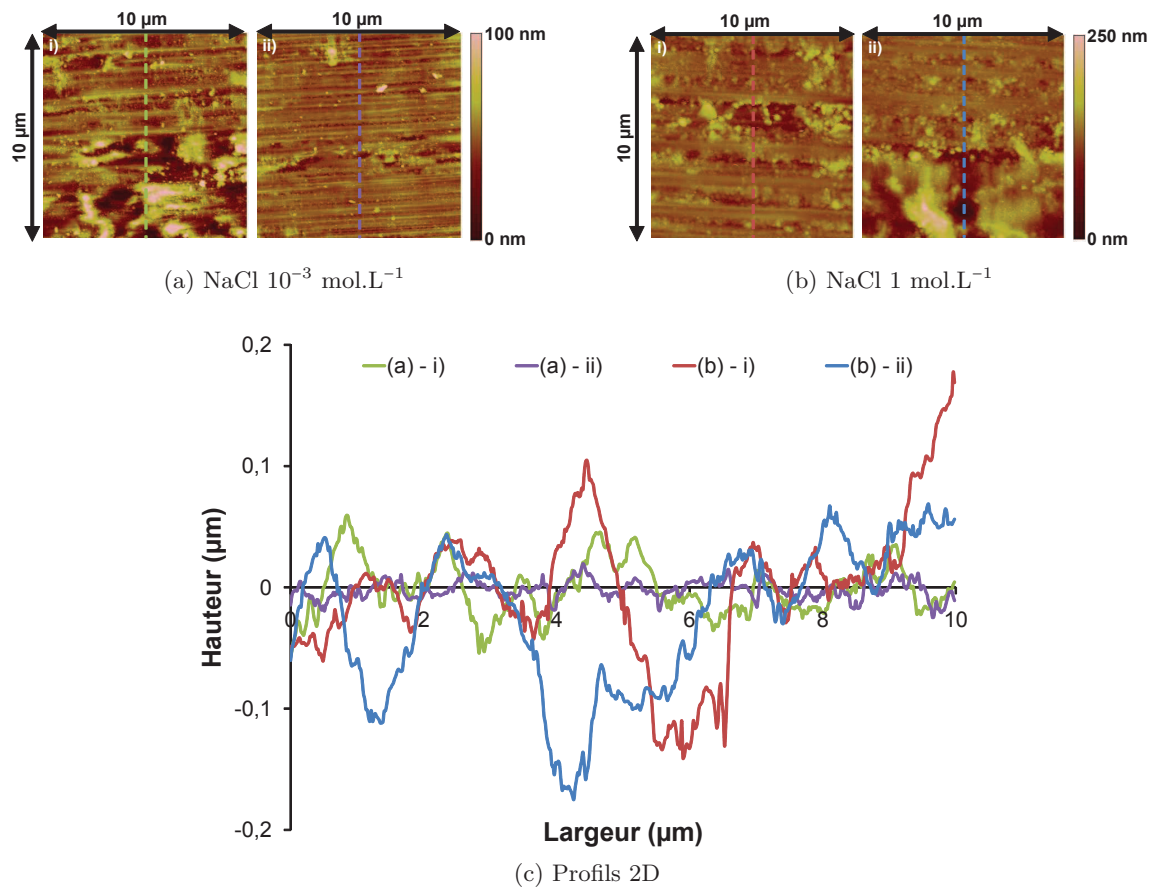 10 µm
10 µm
10 µm
10 µm
i)
ii)
100 nm
i)
ii)
250 nm
10 µm
10 µm
0 nm
0 nm
(a) NaCl 10⁻³ mol.L⁻¹
(b) NaCl 1 mol.L⁻¹
0,2
(a) - i)
(a) - ii)
(b) - i)
(b) - ii)
0,1
0
0
2
4
6
8
10
-0,1
-0,2
Hauteur (µm)
Largeur (µm)
(c) Profils 2D